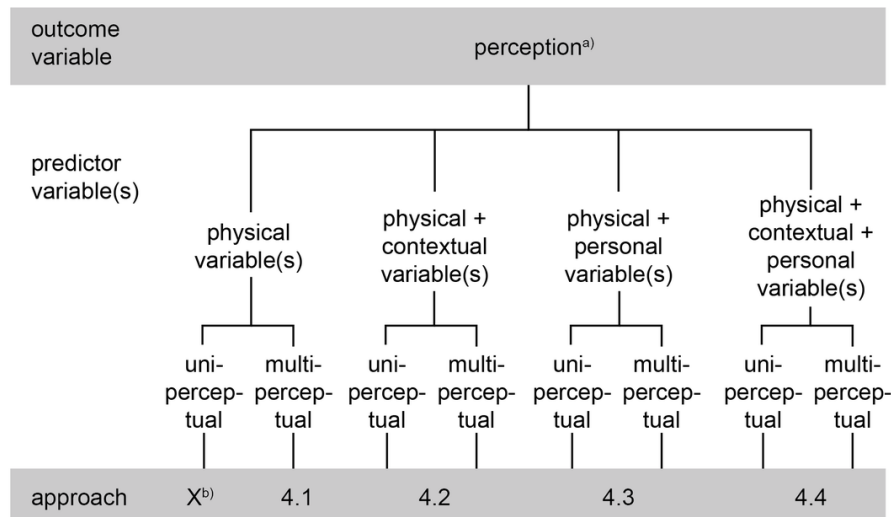 outcome
variable
perceptionᵃ⁾
predictor
variable(s)
physical
variable(s)
physical +
contextual
variable(s)
physical +
personal
variable(s)
physical +
contextual +
personal
variable(s)
uni-
percep-
tual
multi-
percep-
tual
uni-
percep-
tual
multi-
percep-
tual
uni-
percep-
tual
multi-
percep-
tual
uni-
percep-
tual
multi-
percep-
tual
approach Xᵇ⁾ 4.1 4.2 4.3 4.4